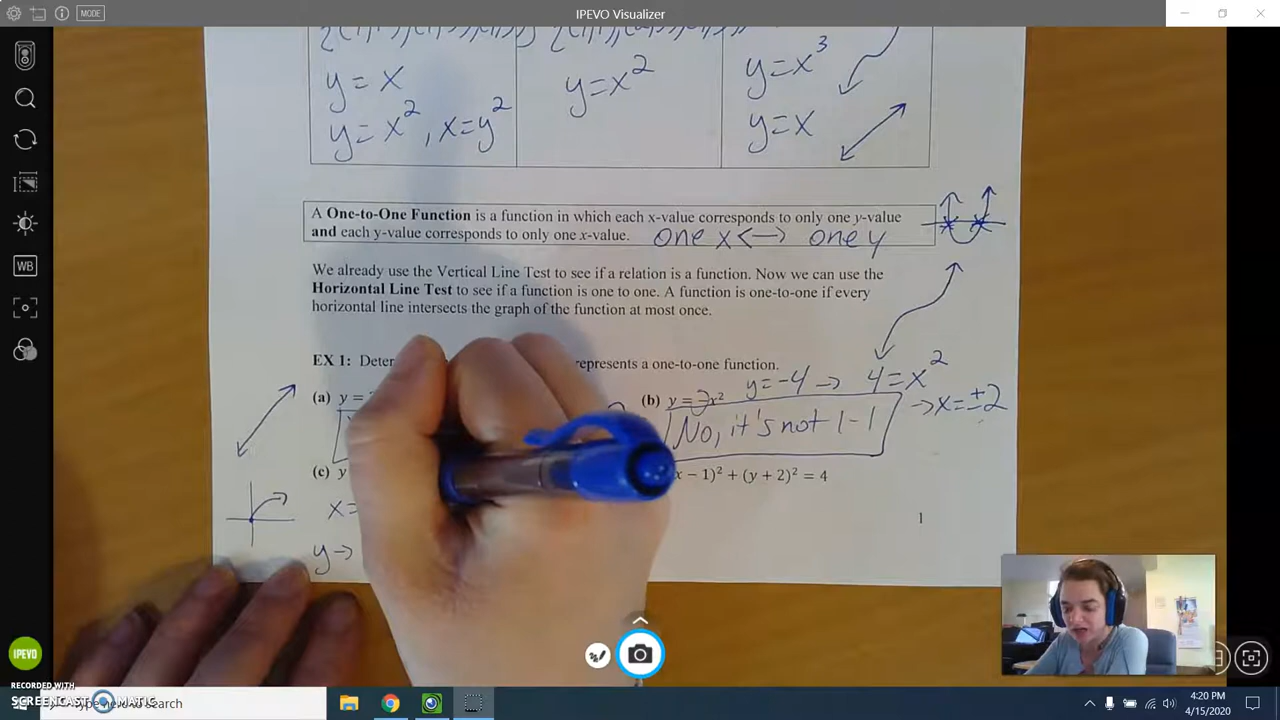 IPEVO Visualizer
MODE
WB
y=x
y=x², x=y²
y=x²
y=x³
y=x
A One-to-One Function is a function in which each x-value corresponds to only one y-value
and each y-value corresponds to only one x-value. one x <-> one y
We already use the Vertical Line Test to see if a relation is a function. Now we can use the
Horizontal Line Test to see if a function is one to one. A function is one-to-one if every
horizontal line intersects the graph of the function at most once.
EX 1: represents a one-to-one function.
(a) y =
(b) y = y=-4 → 4=x²
→x=±2
No, it's not 1-1
(c) y
− 1)² + (y + 2)² = 4
x=
y→
1
IPEVO
RECORDED WITH
SCREENCAST MATIC
here to search
4:20 PM
4/15/2020